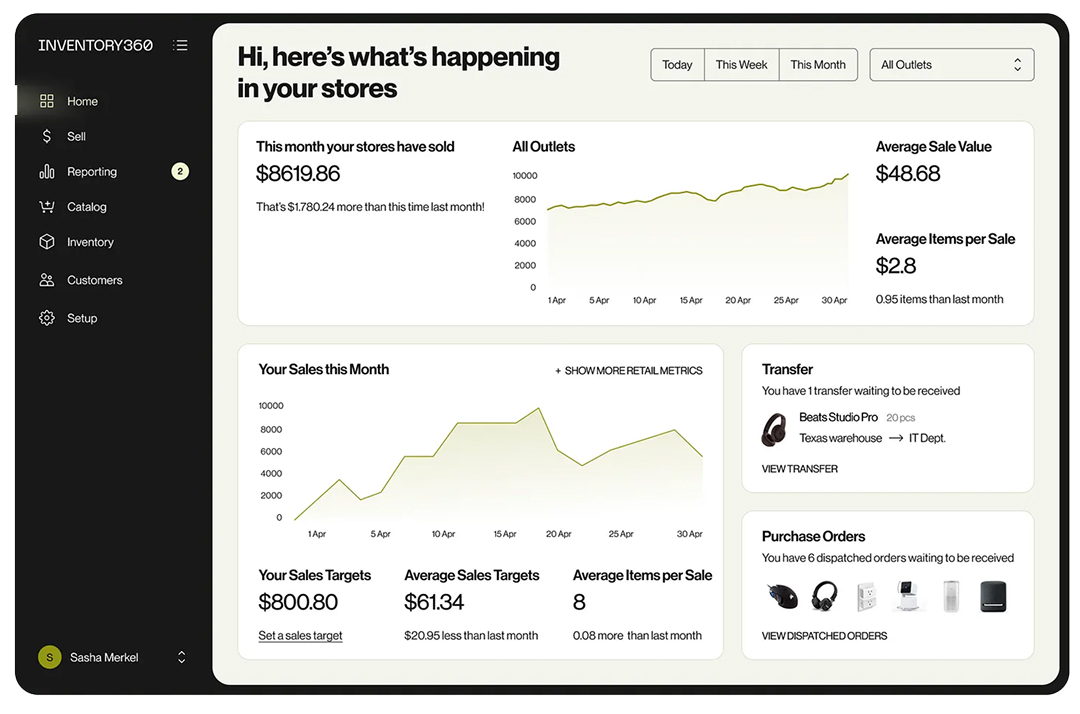 INVENTORY360
Home
Sell
Reporting 2
Catalog
Inventory
Customers
Setup
S Sasha Merkel
Hi, here’s what’s happening
in your stores
Today This Week This Month All Outlets
This month your stores have sold
$8619.86
That’s $1.780.24 more than this time last month!
All Outlets
10000
8000
6000
4000
2000
0
1 Apr 5 Apr 10 Apr 15 Apr 20 Apr 25 Apr 30 Apr
Average Sale Value
$48.68
Average Items per Sale
$2.8
0.95 items than last month
Your Sales this Month + SHOW MORE RETAIL METRICS
10000
8000
6000
4000
2000
0
1 Apr 5 Apr 10 Apr 15 Apr 20 Apr 25 Apr 30 Apr
Your Sales Targets
$800.80
Set a sales target
Average Sales Targets
$61.34
$20.95 less than last month
Average Items per Sale
8
0.08 more than last month
Transfer
You have 1 transfer waiting to be received
Beats Studio Pro 20 pcs
Texas warehouse → IT Dept.
VIEW TRANSFER
Purchase Orders
You have 6 dispatched orders waiting to be received
VIEW DISPATCHED ORDERS